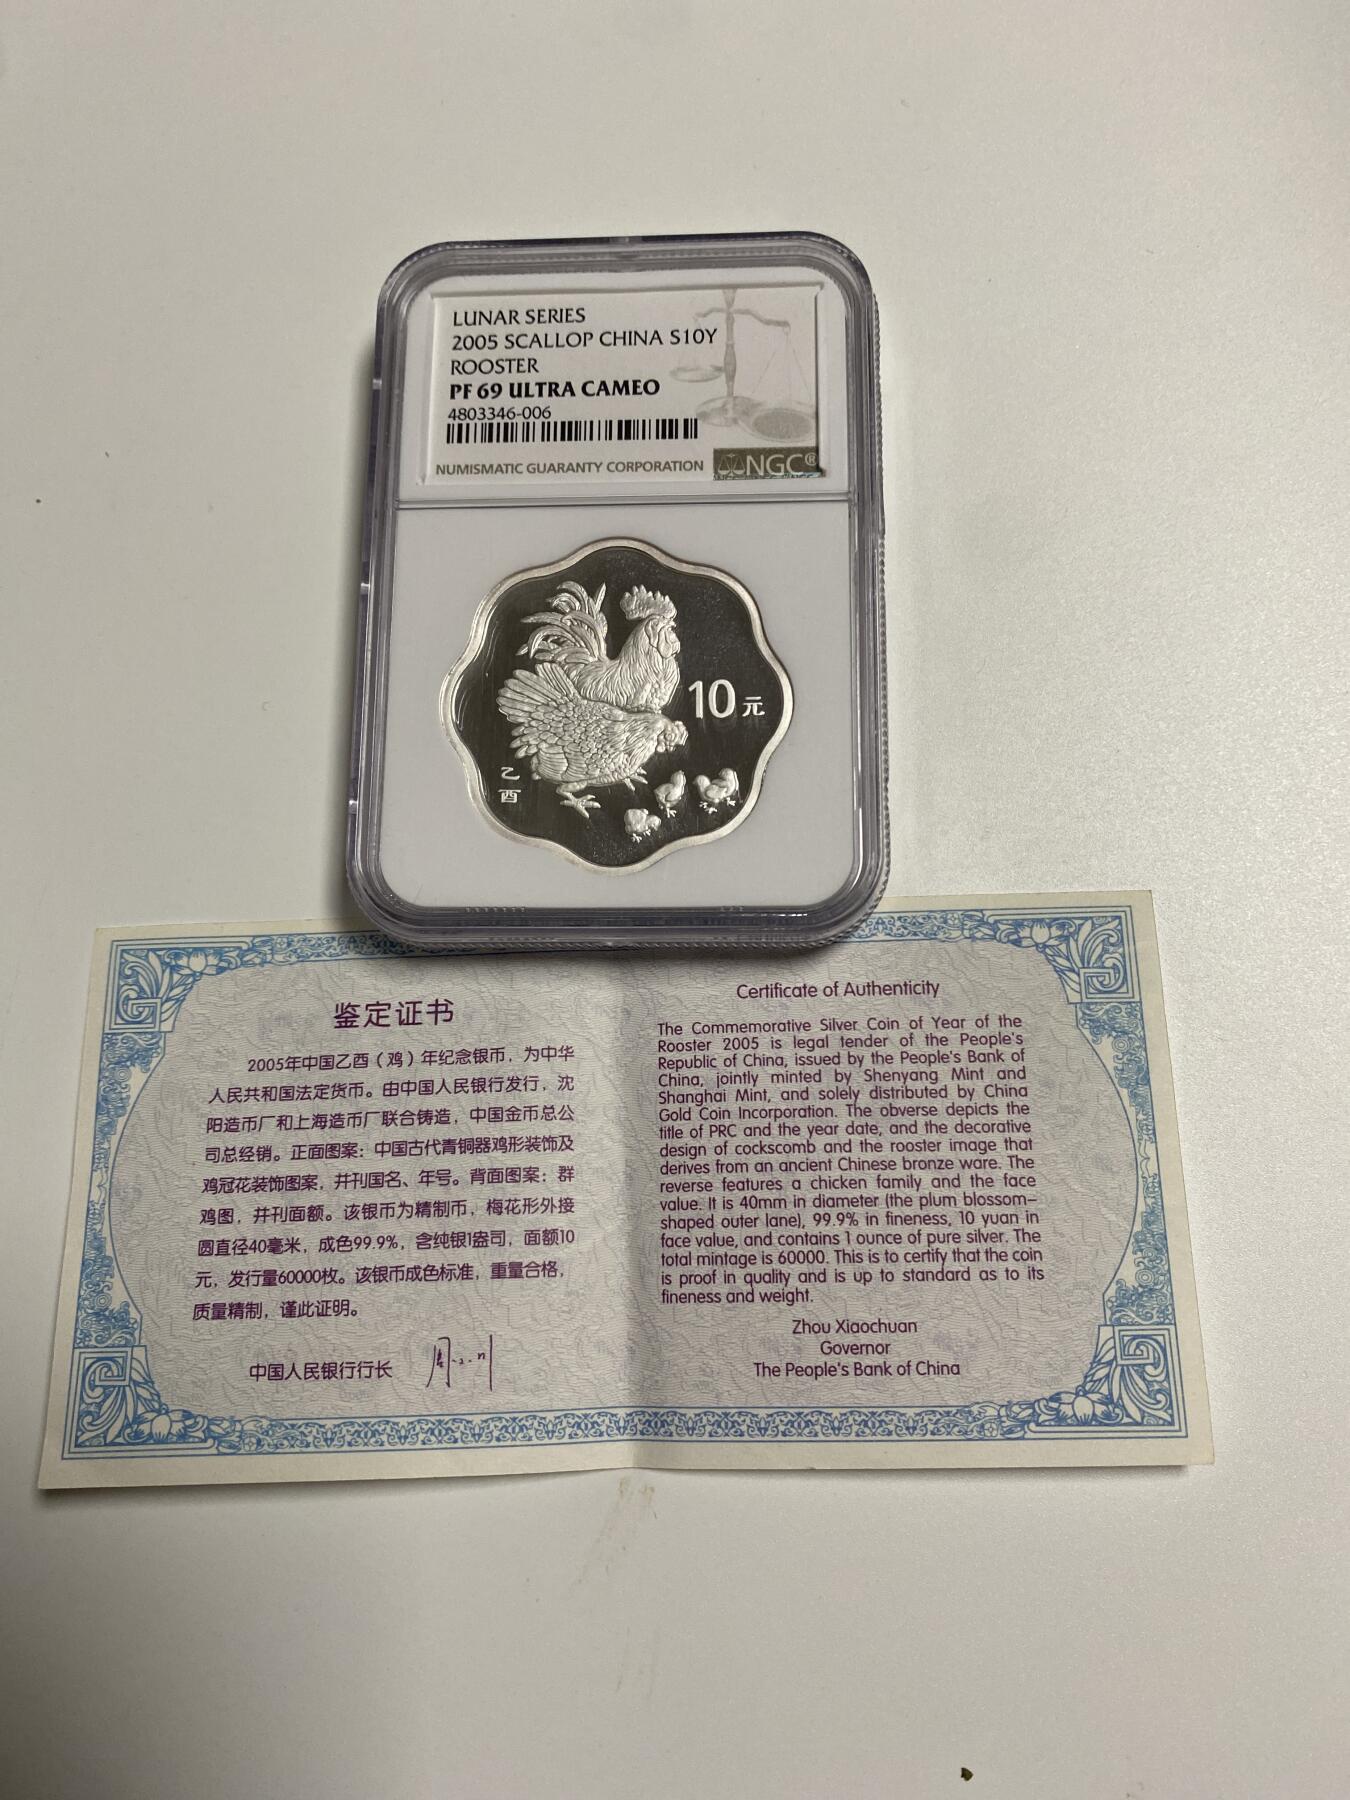 LUNAR SERIES
2005 SCALLOP CHINA S10Y
ROOSTER
PF 69 ULTRA CAMEO
4803346-006
NUMISMATIC GUARANTY CORPORATION
NGC®
10元
乙
酉
鉴定证书
2005年中国乙酉（鸡）年纪念银币，为中华
人民共和国法定货币。由中国人民银行发行，沈
阳造币厂和上海造币厂联合铸造，中国金币总公
司总经销。正面图案：中国古代青铜器鸡形装饰及
鸡冠花装饰图案，并刊国名、年号。背面图案：群
鸡图，并刊面额。该银币为精制币，梅花形外接
圆直径40毫米，成色99.9%，含纯银1盎司，面额10
元，发行量60000枚。该银币成色标准，重量合格，
质量精制，谨此证明。
中国人民银行行长
Certificate of Authenticity
The Commemorative Silver Coin of Year of the
Rooster 2005 is legal tender of the People's
Republic of China, issued by the People's Bank of
China, jointly minted by Shenyang Mint and
Shanghai Mint, and solely distributed by China
Gold Coin Incorporation. The obverse depicts the
title of PRC and the year date, and the decorative
design of cockscomb and the rooster image that
derives from an ancient Chinese bronze ware. The
reverse features a chicken family and the face
value. It is 40mm in diameter (the plum blossom–
shaped outer lane), 99.9% in fineness, 10 yuan in
face value, and contains 1 ounce of pure silver. The
total mintage is 60000. This is to certify that the coin
is proof in quality and is up to standard as to its
fineness and weight.
Zhou Xiaochuan
Governor
The People's Bank of China